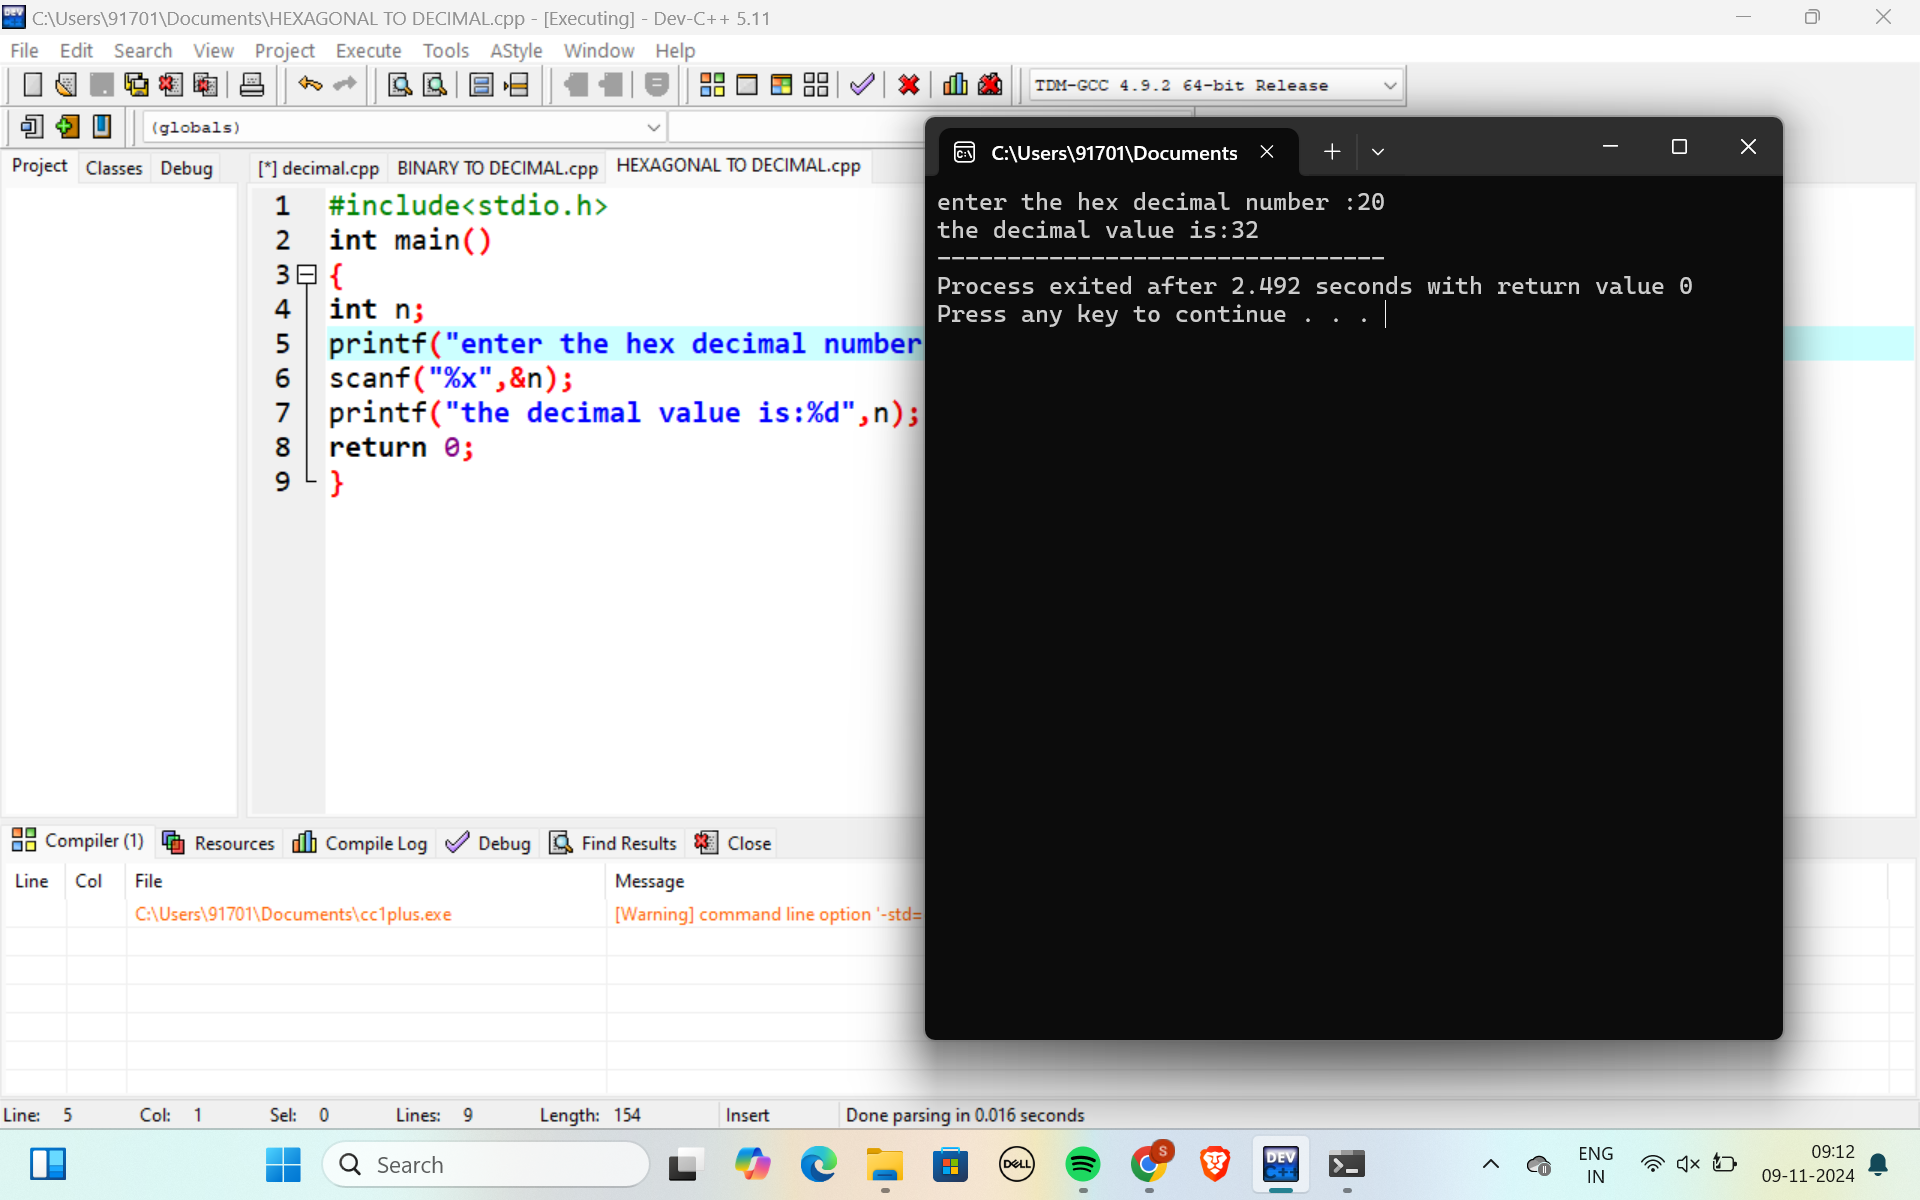 C:\Users\91701\Documents\HEXAGONAL TO DECIMAL.cpp - [Executing] - Dev-C++ 5.11
File Edit Search View Project Execute Tools AStyle Window Help
TDM-GCC 4.9.2 64-bit Release
(globals)
Project Classes Debug
[*] decimal.cpp BINARY TO DECIMAL.cpp HEXAGONAL TO DECIMAL.cpp
1 #include<stdio.h>
2 int main()
3 {
4 int n;
5 printf("enter the hex decimal number
6 scanf("%x",&n);
7 printf("the decimal value is:%d",n);
8 return 0;
9 }
C:\Users\91701\Documents
enter the hex decimal number :20
the decimal value is:32
--------------------------------
Process exited after 2.492 seconds with return value 0
Press any key to continue . . .
Compiler (1) Resources Compile Log Debug Find Results Close
Line Col File Message
C:\Users\91701\Documents\cc1plus.exe [Warning] command line option '-std=
Line: 5 Col: 1 Sel: 0 Lines: 9 Length: 154 Insert Done parsing in 0.016 seconds
Search
DELL
S
DEV C++
ENG
IN
09:12
09-11-2024